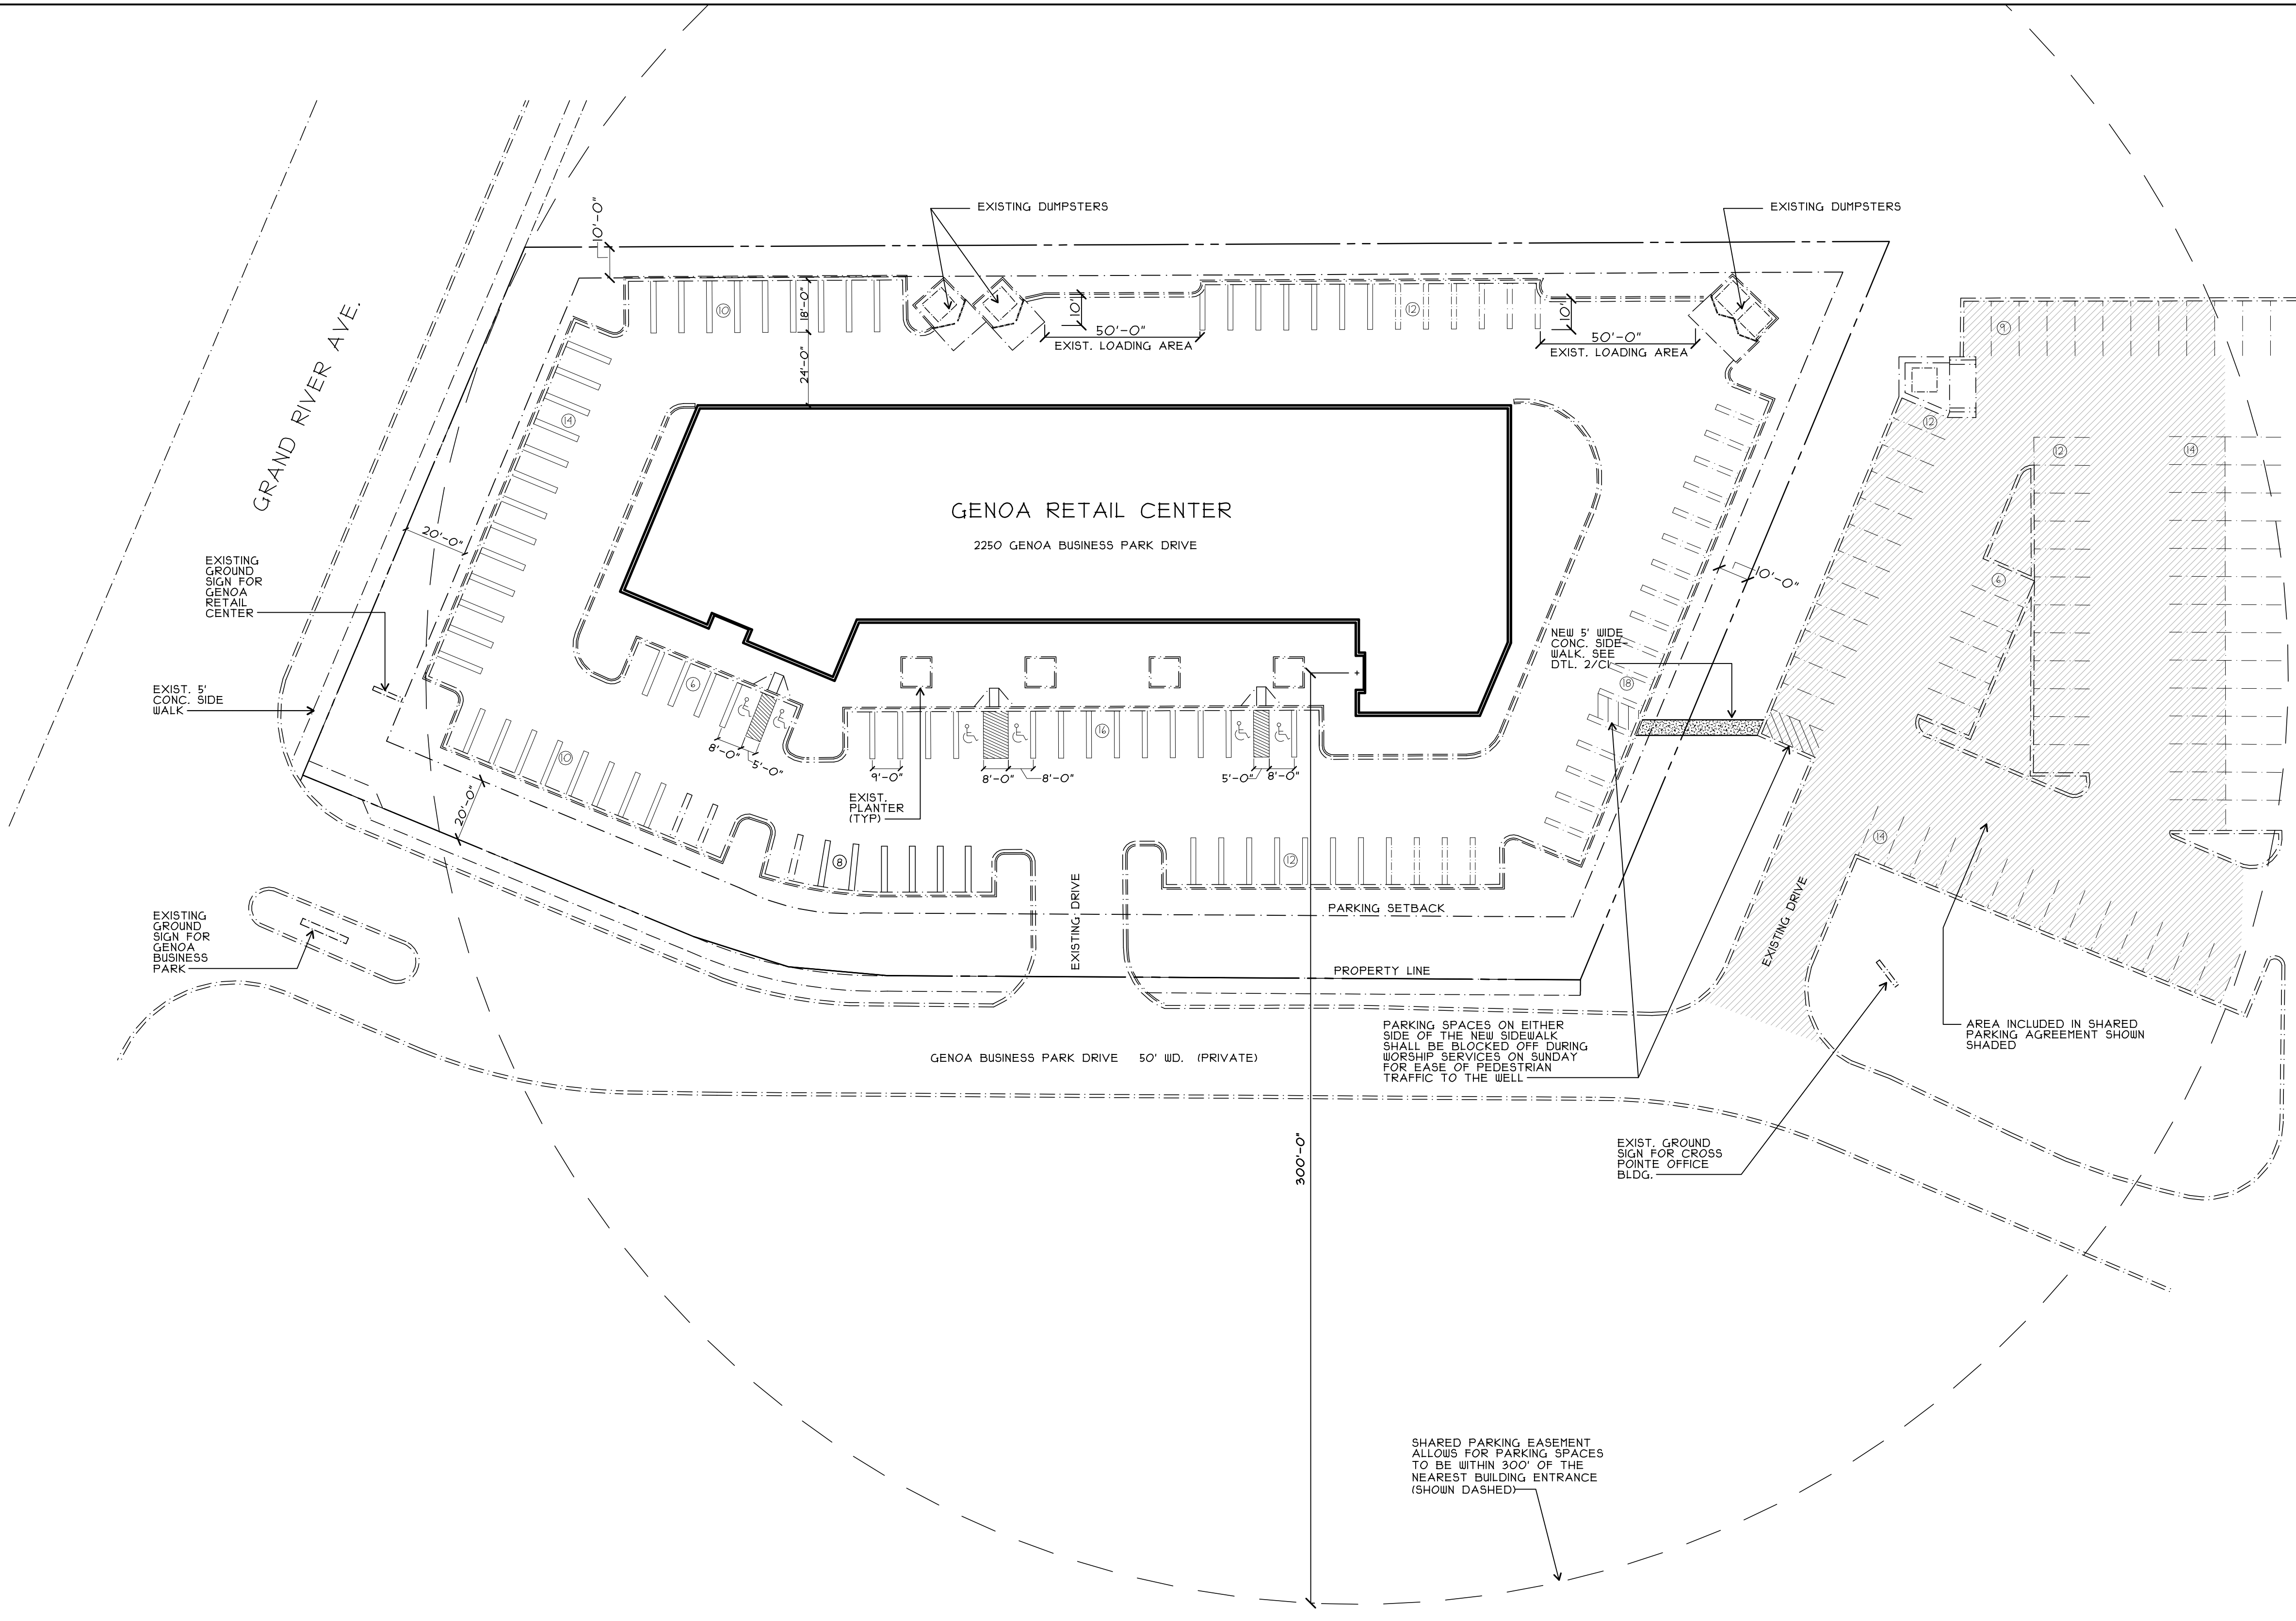 10'-0"
EXISTING DUMPSTERS
EXISTING DUMPSTERS
10
18'-0"
24'-0"
10'
50'-0"
EXIST. LOADING AREA
12
10'
50'-0"
EXIST. LOADING AREA
9
GRAND RIVER AVE.
14
12
12
14
GENOA RETAIL CENTER
2250 GENOA BUSINESS PARK DRIVE
20'-0"
10'-0"
6
EXISTING
GROUND
SIGN FOR
GENOA
RETAIL
CENTER
NEW 5' WIDE
CONC. SIDE-
WALK. SEE
DTL. 2/C1
EXIST. 5'
CONC. SIDE
WALK
6
18
16
10
8'-0"
5'-0"
9'-0"
8'-0"
8'-0"
5'-0"
8'-0"
EXIST.
PLANTER
(TYP)
20'-0"
8
12
14
EXISTING DRIVE
PARKING SETBACK
EXISTING DRIVE
PROPERTY LINE
EXISTING
GROUND
SIGN FOR
GENOA
BUSINESS
PARK
GENOA BUSINESS PARK DRIVE 50' WD. (PRIVATE)
PARKING SPACES ON EITHER
SIDE OF THE NEW SIDEWALK
SHALL BE BLOCKED OFF DURING
WORSHIP SERVICES ON SUNDAY
FOR EASE OF PEDESTRIAN
TRAFFIC TO THE WELL
AREA INCLUDED IN SHARED
PARKING AGREEMENT SHOWN
SHADED
300'-0"
EXIST. GROUND
SIGN FOR CROSS
POINTE OFFICE
BLDG.
SHARED PARKING EASEMENT
ALLOWS FOR PARKING SPACES
TO BE WITHIN 300' OF THE
NEAREST BUILDING ENTRANCE
(SHOWN DASHED)